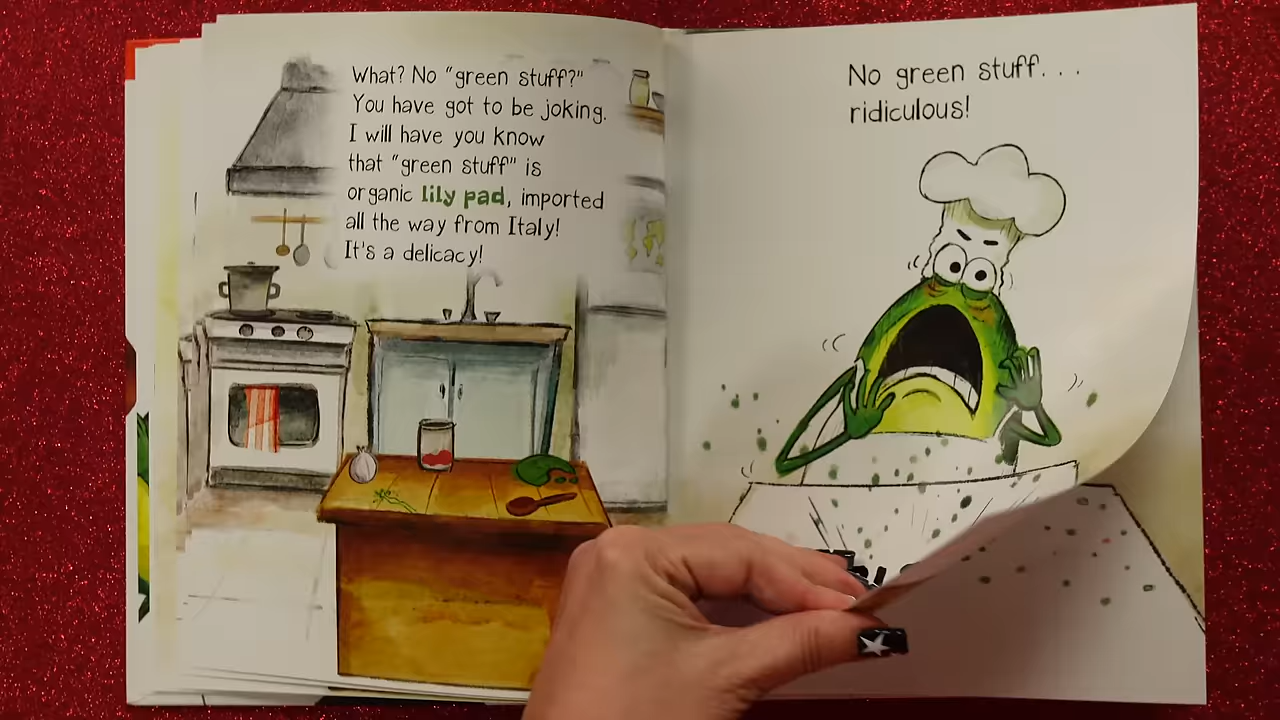 What? No "green stuff?"
You have got to be joking.
I will have you know
that "green stuff" is
organic lily pad, imported
all the way from Italy!
It's a delicacy!
No green stuff. . .
ridiculous!